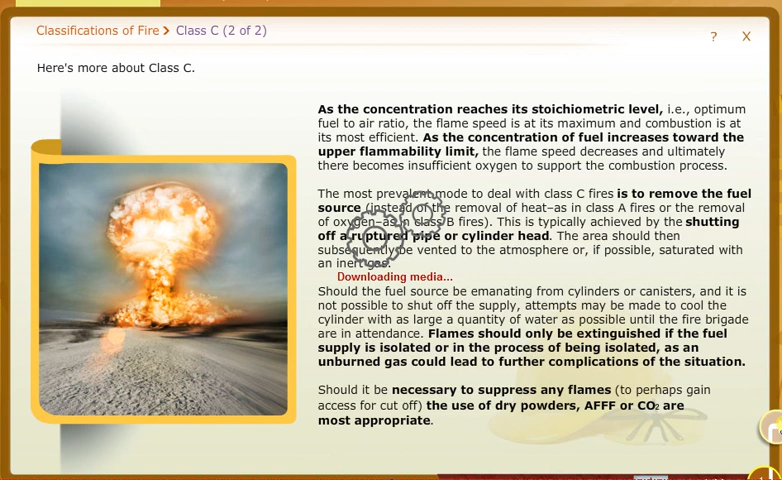 Classifications of Fire > Class C (2 of 2)
? X
Here's more about Class C.
As the concentration reaches its stoichiometric level, i.e., optimum
fuel to air ratio, the flame speed is at its maximum and combustion is at
its most efficient. As the concentration of fuel increases toward the
upper flammability limit, the flame speed decreases and ultimately
there becomes insufficient oxygen to support the combustion process.
The most prevalent mode to deal with class C fires is to remove the fuel
source (instead of the removal of heat–as in class A fires or the removal
of oxygen–as in class B fires). This is typically achieved by the shutting
off a ruptured pipe or cylinder head. The area should then
subsequently be vented to the atmosphere or, if possible, saturated with
an inert gas.
Downloading media...
Should the fuel source be emanating from cylinders or canisters, and it is
not possible to shut off the supply, attempts may be made to cool the
cylinder with as large a quantity of water as possible until the fire brigade
are in attendance. Flames should only be extinguished if the fuel
supply is isolated or in the process of being isolated, as an
unburned gas could lead to further complications of the situation.
Should it be necessary to suppress any flames (to perhaps gain
access for cut off) the use of dry powders, AFFF or CO₂ are
most appropriate.